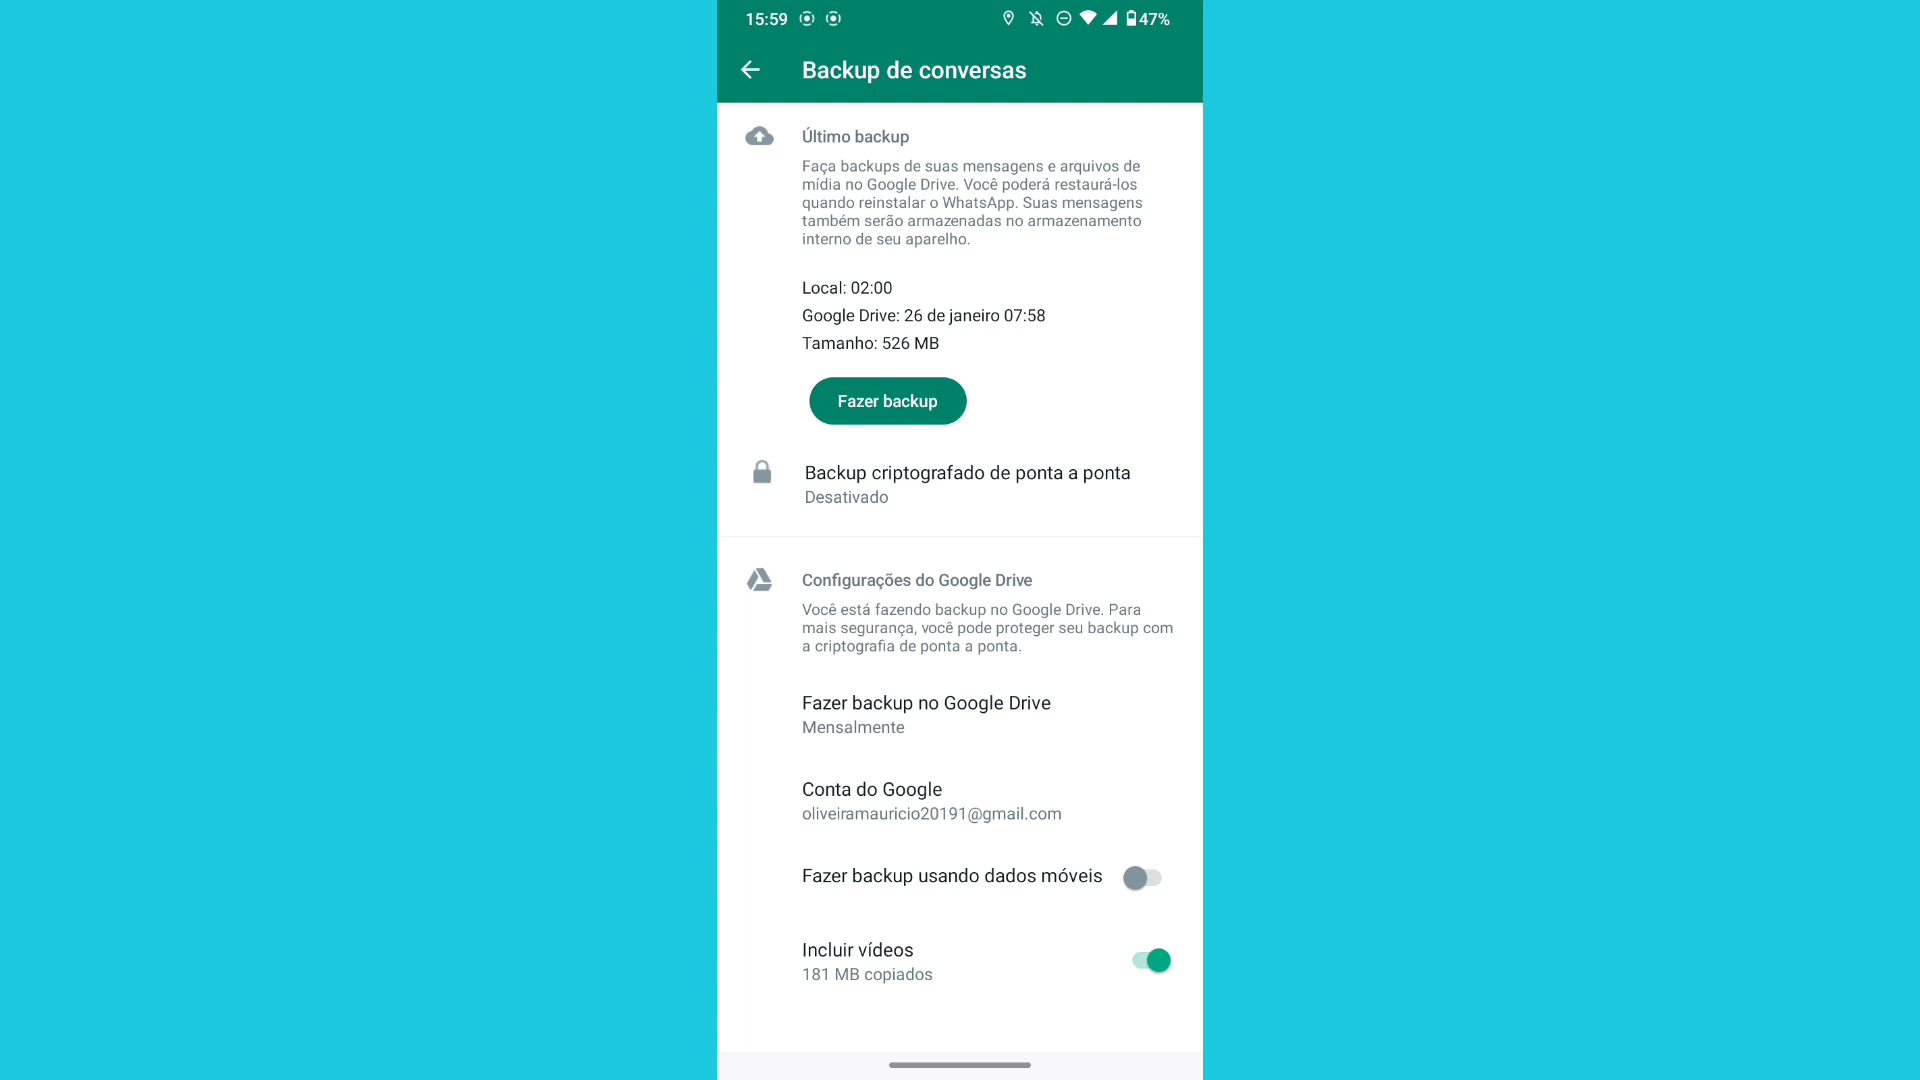 15:59
47%
Backup de conversas
Último backup
Faça backups de suas mensagens e arquivos de
mídia no Google Drive. Você poderá restaurá-los
quando reinstalar o WhatsApp. Suas mensagens
também serão armazenadas no armazenamento
interno de seu aparelho.
Local: 02:00
Google Drive: 26 de janeiro 07:58
Tamanho: 526 MB
Fazer backup
Backup criptografado de ponta a ponta
Desativado
Configurações do Google Drive
Você está fazendo backup no Google Drive. Para
mais segurança, você pode proteger seu backup com
a criptografia de ponta a ponta.
Fazer backup no Google Drive
Mensalmente
Conta do Google
oliveiramauricio20191@gmail.com
Fazer backup usando dados móveis
Incluir vídeos
181 MB copiados